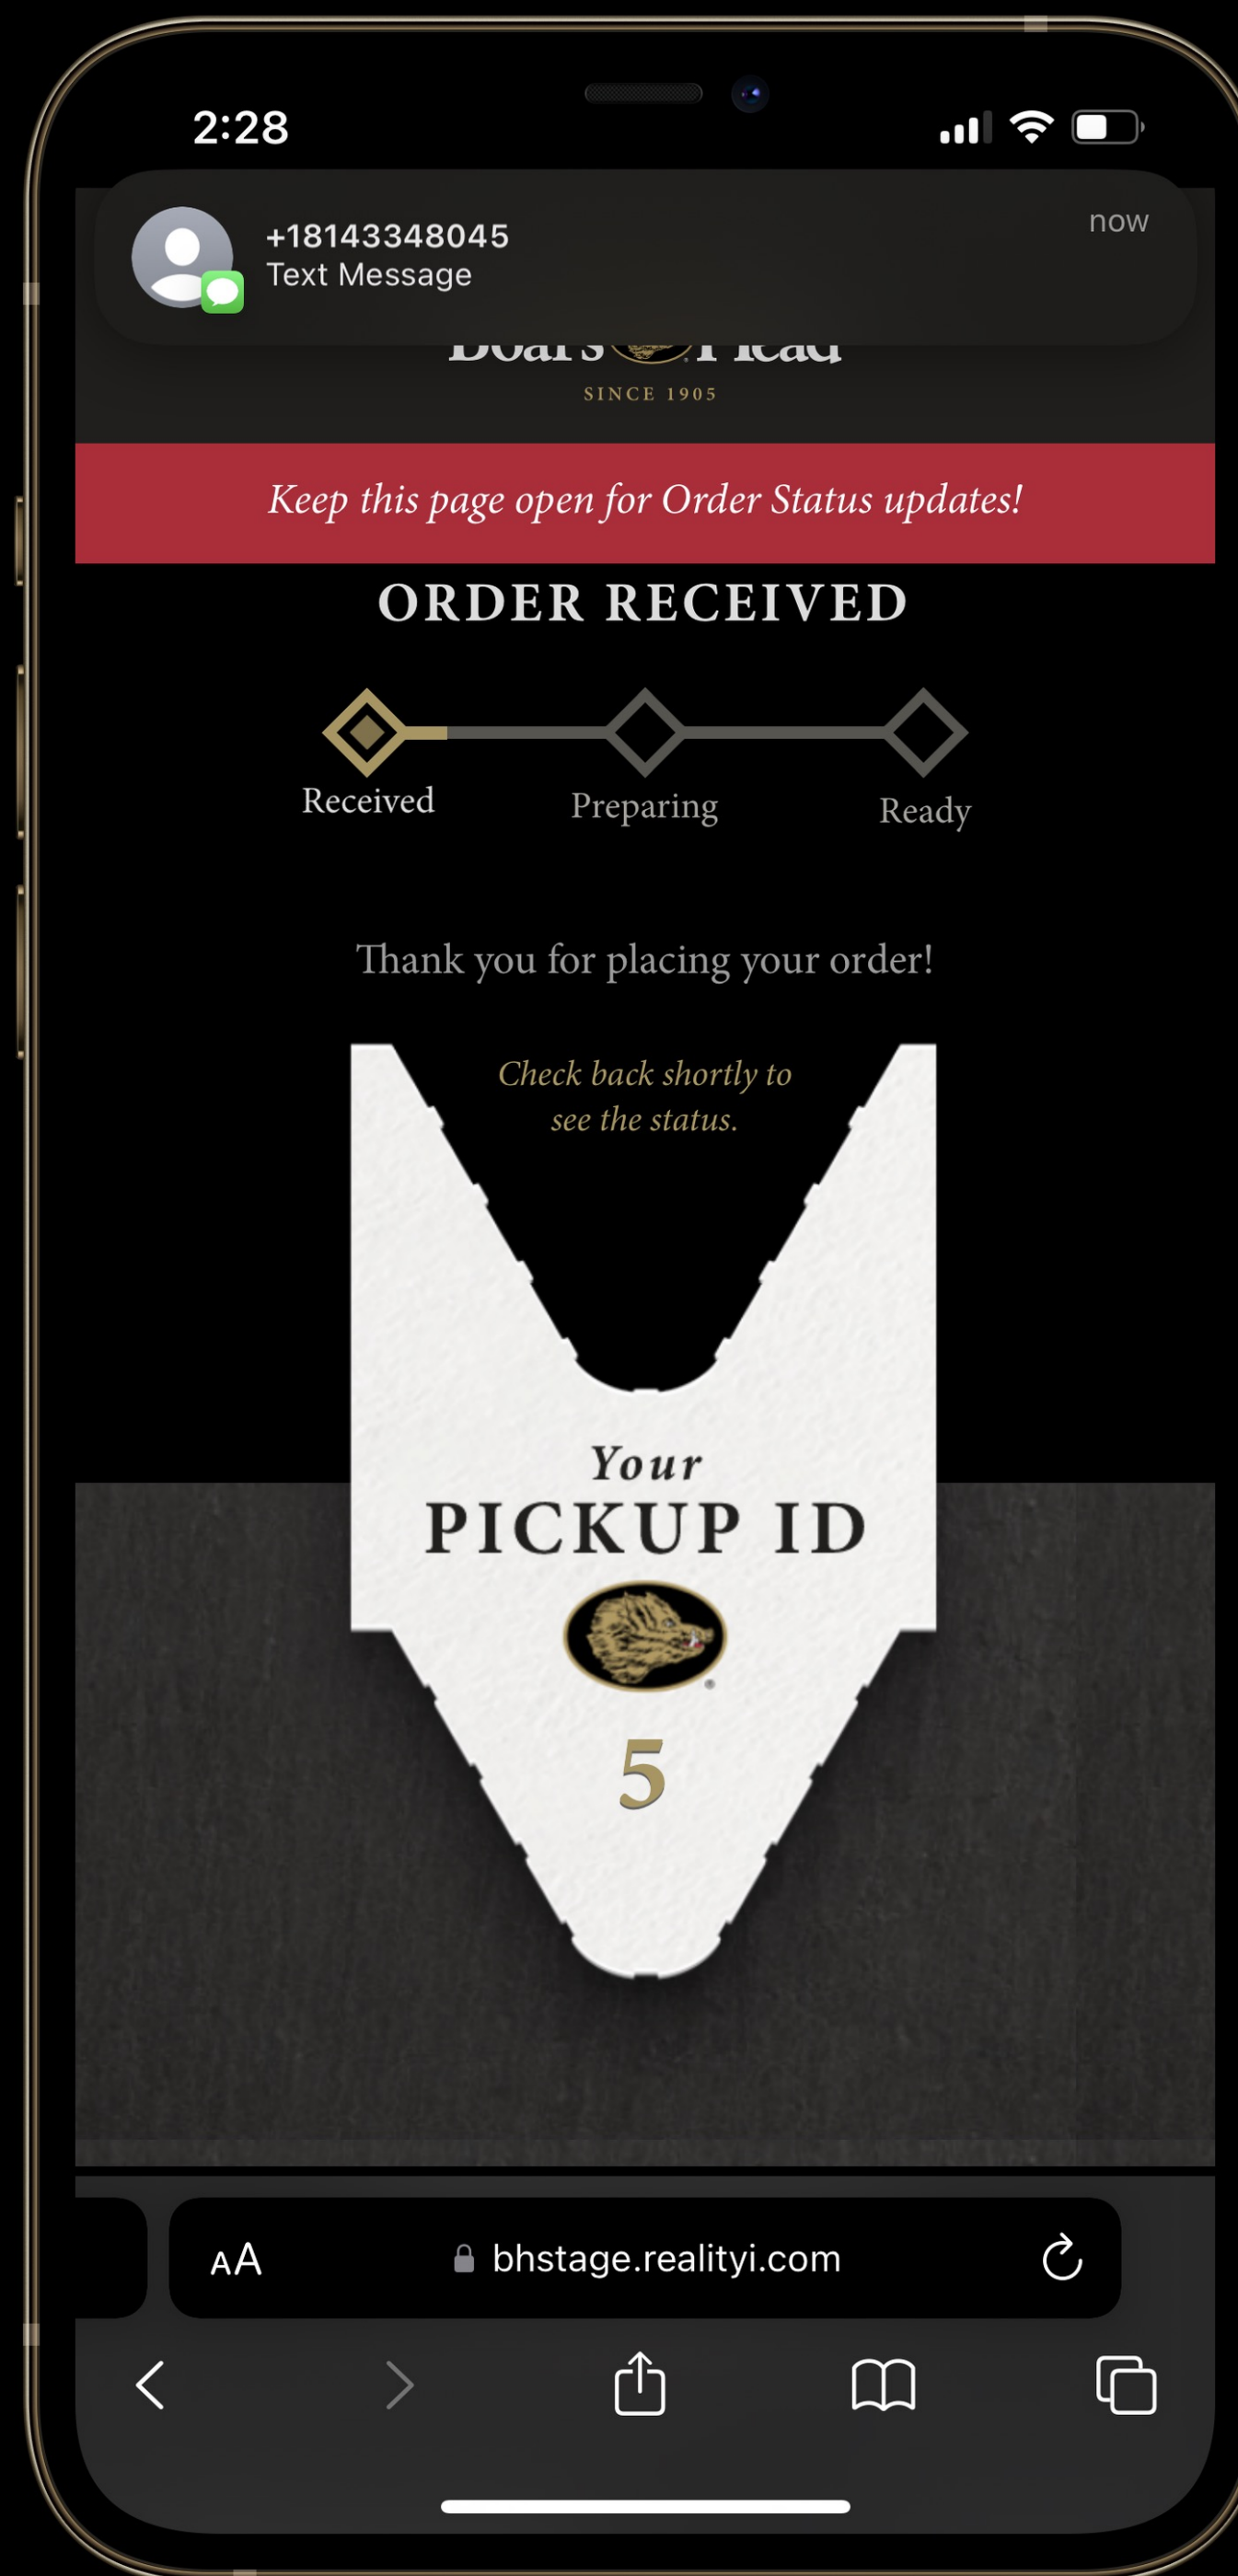 2:28
+18143348045
now
Text Message
Boar's Head
SINCE 1905
Keep this page open for Order Status updates!
ORDER RECEIVED
Received
Preparing
Ready
Thank you for placing your order!
Check back shortly to
see the status.
Your
PICKUP ID
®
5
AA
bhstage.realityi.com